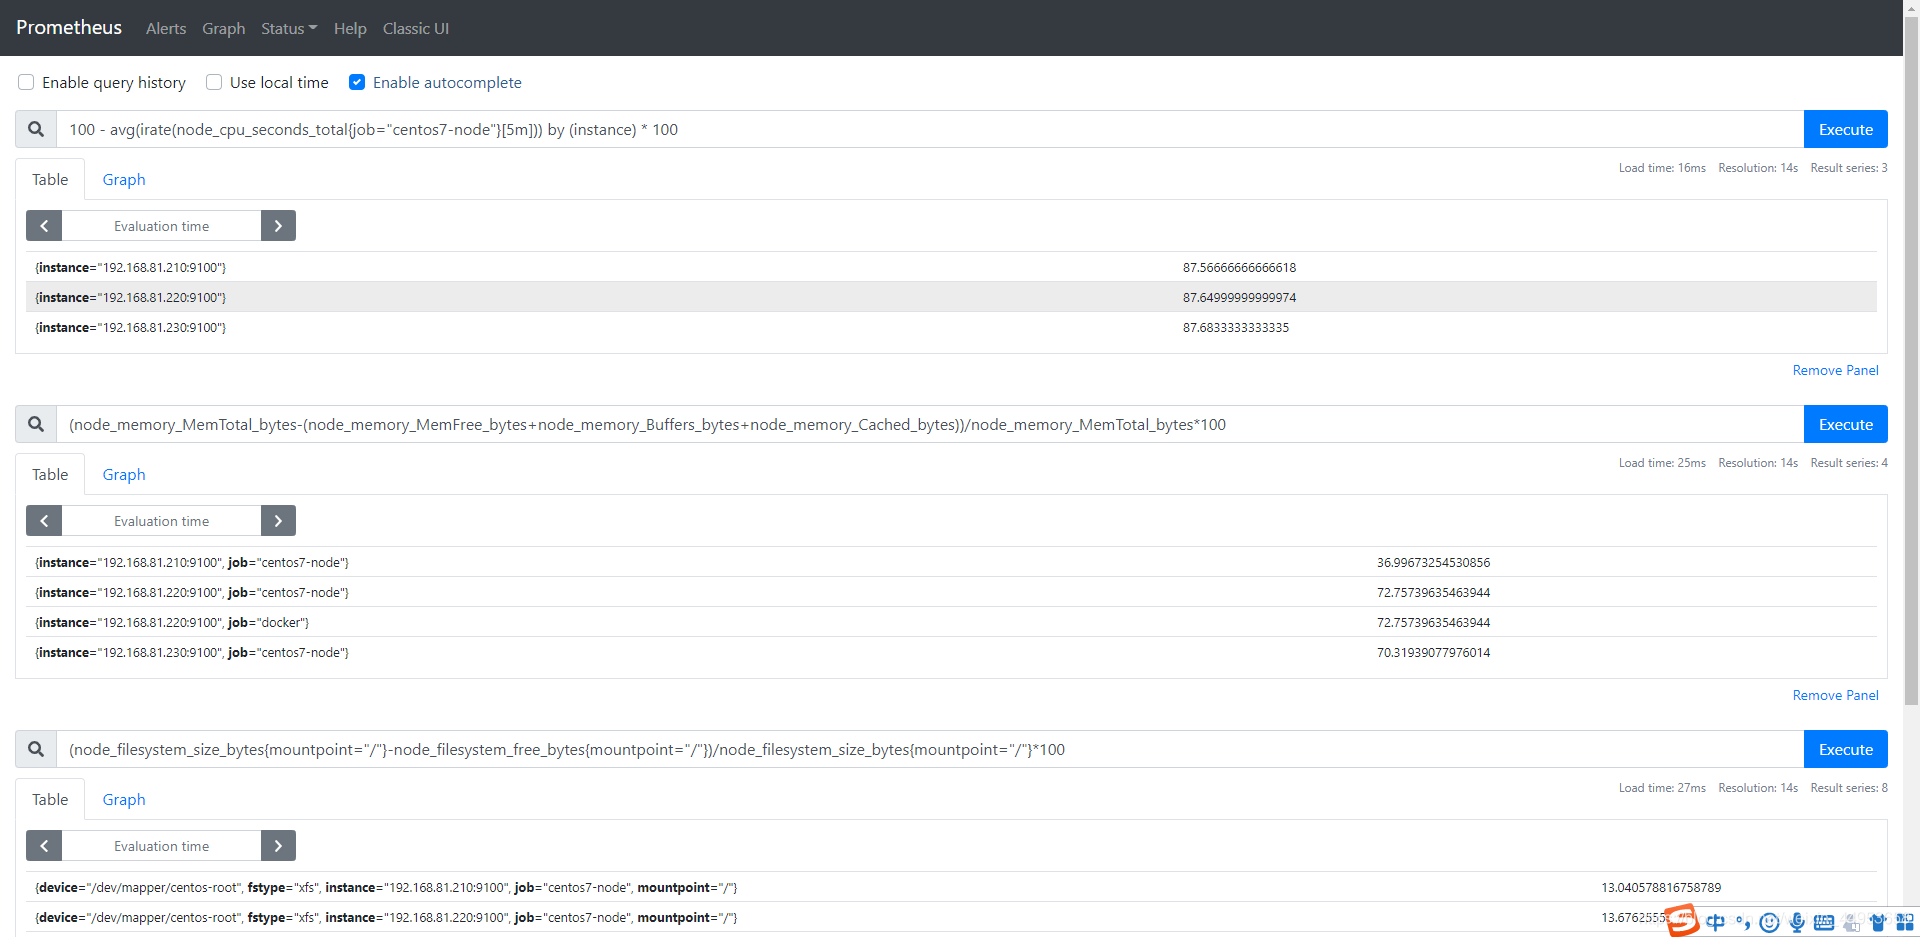 Prometheus Alerts Graph Status Help Classic UI
Enable query history Use local time Enable autocomplete
100 - avg(irate(node_cpu_seconds_total{job="centos7-node"}[5m])) by (instance) * 100 Execute
Table Graph Load time: 16ms Resolution: 14s Result series: 3
Evaluation time
{instance="192.168.81.210:9100"} 87.56666666666618
{instance="192.168.81.220:9100"} 87.64999999999974
{instance="192.168.81.230:9100"} 87.6833333333335
Remove Panel
(node_memory_MemTotal_bytes-(node_memory_MemFree_bytes+node_memory_Buffers_bytes+node_memory_Cached_bytes))/node_memory_MemTotal_bytes*100 Execute
Table Graph Load time: 25ms Resolution: 14s Result series: 4
Evaluation time
{instance="192.168.81.210:9100", job="centos7-node"} 36.99673254530856
{instance="192.168.81.220:9100", job="centos7-node"} 72.75739635463944
{instance="192.168.81.220:9100", job="docker"} 72.75739635463944
{instance="192.168.81.230:9100", job="centos7-node"} 70.31939077976014
Remove Panel
(node_filesystem_size_bytes{mountpoint="/"}-node_filesystem_free_bytes{mountpoint="/"})/node_filesystem_size_bytes{mountpoint="/"}*100 Execute
Table Graph Load time: 27ms Resolution: 14s Result series: 8
Evaluation time
{device="/dev/mapper/centos-root", fstype="xfs", instance="192.168.81.210:9100", job="centos7-node", mountpoint="/"} 13.040578816758789
{device="/dev/mapper/centos-root", fstype="xfs", instance="192.168.81.220:9100", job="centos7-node", mountpoint="/"}
中